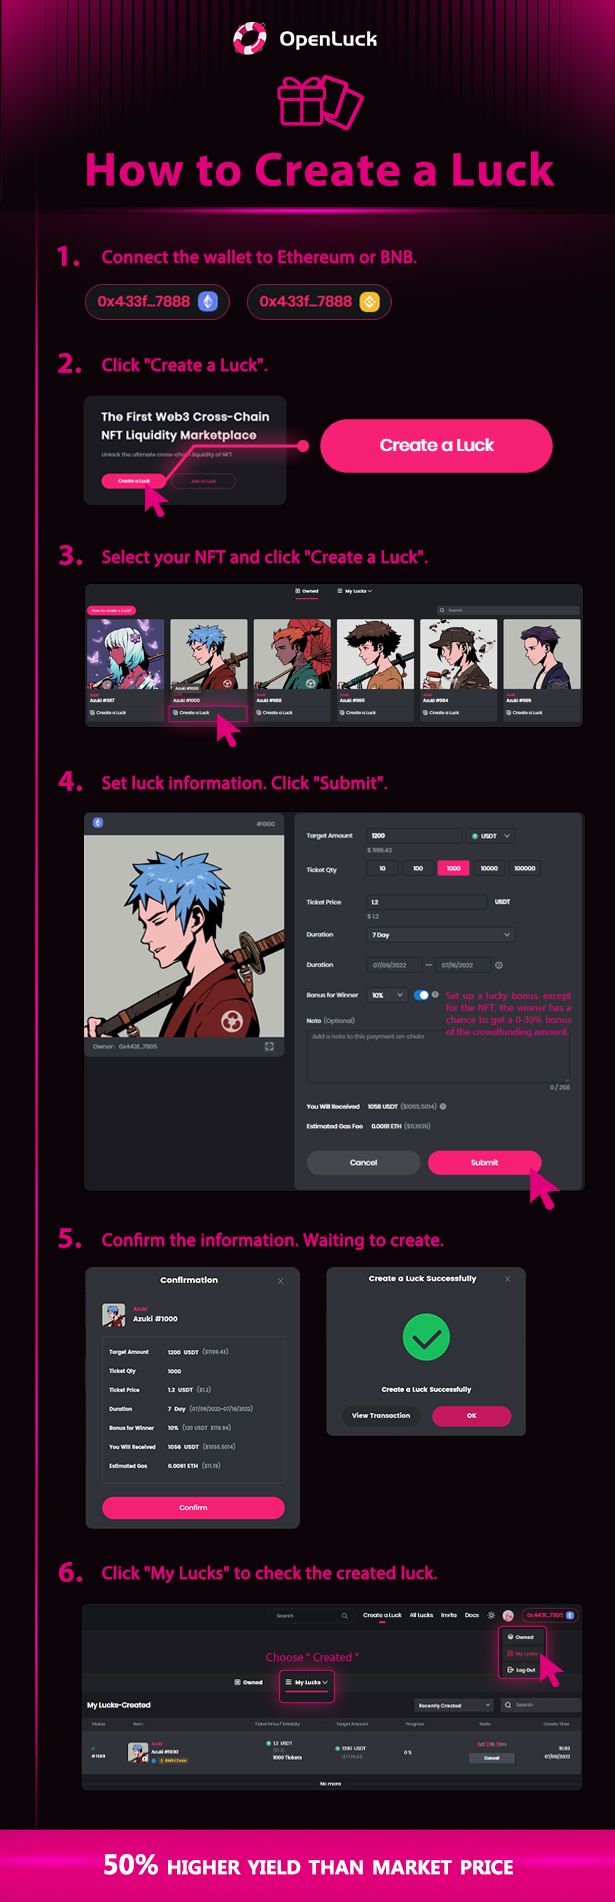 OpenLuck
How to Create a Luck
1. Connect the wallet to Ethereum or BNB.
0x433f...7888
0x433f...7888
2. Click "Create a Luck".
The First Web3 Cross-Chain
NFT Liquidity Marketplace
Unlock the ultimate cross-chain liquidity of NFT
Create a Luck
Join a Luck
Create a Luck
3. Select your NFT and click "Create a Luck".
Owned
My Lucks
How to create a Luck?
Search
Azuki #1000
Azuki Azuki Azuki Azuki Azuki Azuki
Azuki #367 Azuki #1000 Azuki #988 Azuki #995 Azuki #984 Azuki #999
Create a Luck Create a Luck Create a Luck Create a Luck Create a Luck Create a Luck
4. Set luck information. Click "Submit".
#1000
Owner: 0x443f...7805
Target Amount 1200 USDT
$ 1199.43
Ticket Qty 10 100 1000 10000 100000
Ticket Price 1.2 USDT
$ 1.2
Duration 7 Day
Duration 07/09/2022 — 07/16/2022
Bonus for Winner 10%
Set up a lucky bonus, except
for the NFT, the winner has a
chance to get a 0-30% bonus
of the crowdfunding amount.
Note (Optional)
Add a note to this payment on-chain
0 / 256
You Will Received 1056 USDT ($1055.5014)
Estimated Gas Fee 0.0091 ETH ($11.1939)
Cancel
Submit
5. Confirm the information. Waiting to create.
Confirmation
Azuki
Azuki #1000
Target Amount 1200 USDT ($1199.43)
Ticket Qty 1000
Ticket Price 1.2 USDT ($1.2)
Duration 7 Day (07/09/2022-07/16/2022)
Bonus for Winner 10% (120 USDT $119.94)
You Will Received 1056 USDT ($1055.5014)
Estimated Gas 0.0091 ETH ($11.19)
Confirm
Create a Luck Successfully
Create a Luck Successfully
View Transaction
OK
6. Click "My Lucks" to check the created luck.
Search
Create a Luck All Lucks Invite Docs
0x443f...7805
Owned
My Lucks
Log Out
Choose " Created "
Owned
My Lucks
My Lucks-Created
Recently Created
Search
Status Item Ticket Price/ Total Qty Target Amount Progress State Create Time
Azuki
Azuki #1000
BNB Chain
1.2 USDT
($1.2)
1000 Tickets
1200 USDT
0 %
Cancel
07/09/2022
No more
50% HIGHER YIELD THAN MARKET PRICE